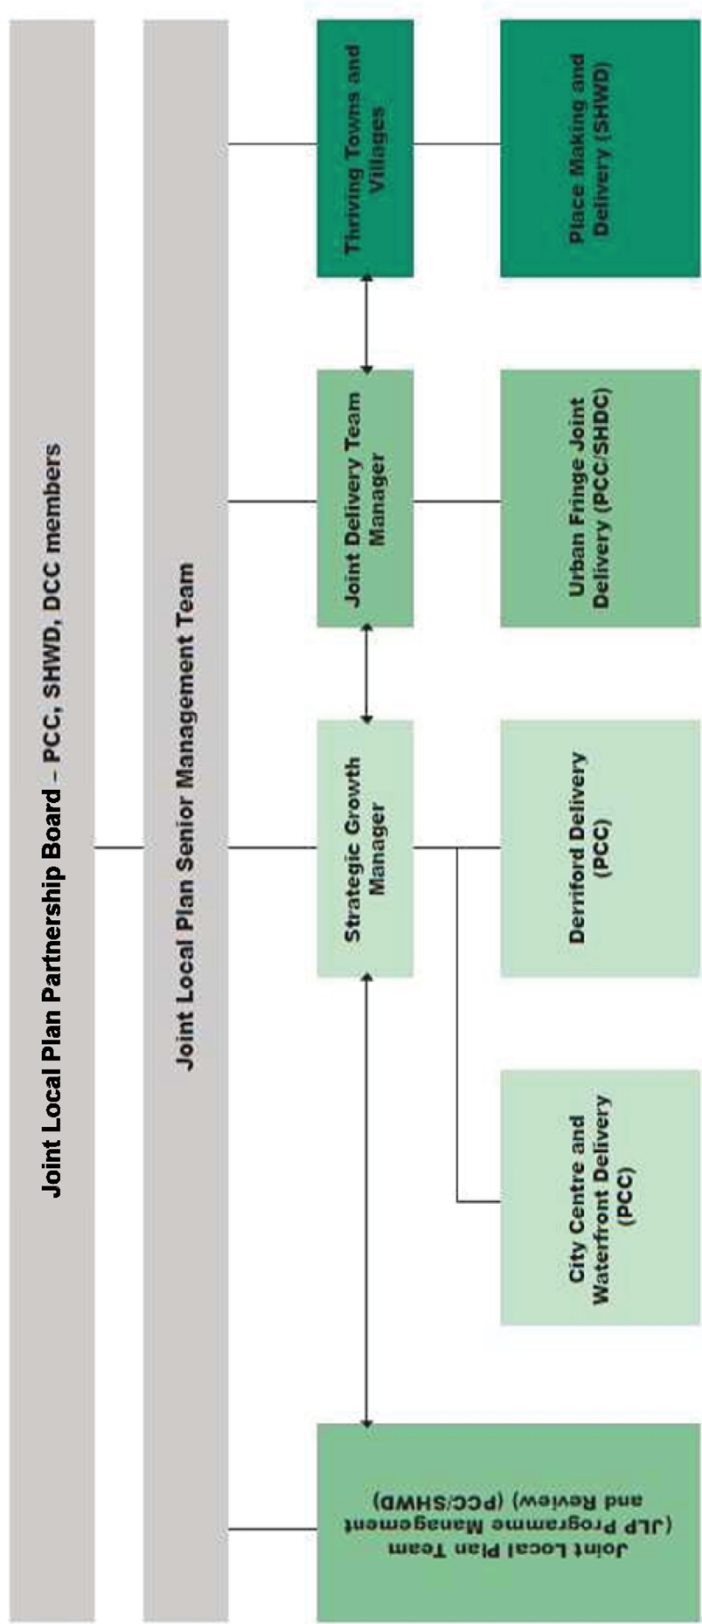 Joint Local Plan Partnership Board – PCC, SHWD, DCC members
Joint Local Plan Senior Management Team
Joint Local Plan Team
(JLP Programme Management
and Review) (PCC/SHWD)
Strategic Growth
Manager
Joint Delivery Team
Manager
Thriving Towns and
Villages
City Centre and
Waterfront Delivery
(PCC)
Derriford Delivery
(PCC)
Urban Fringe Joint
Delivery (PCC/SHDC)
Place Making and
Delivery (SHWD)